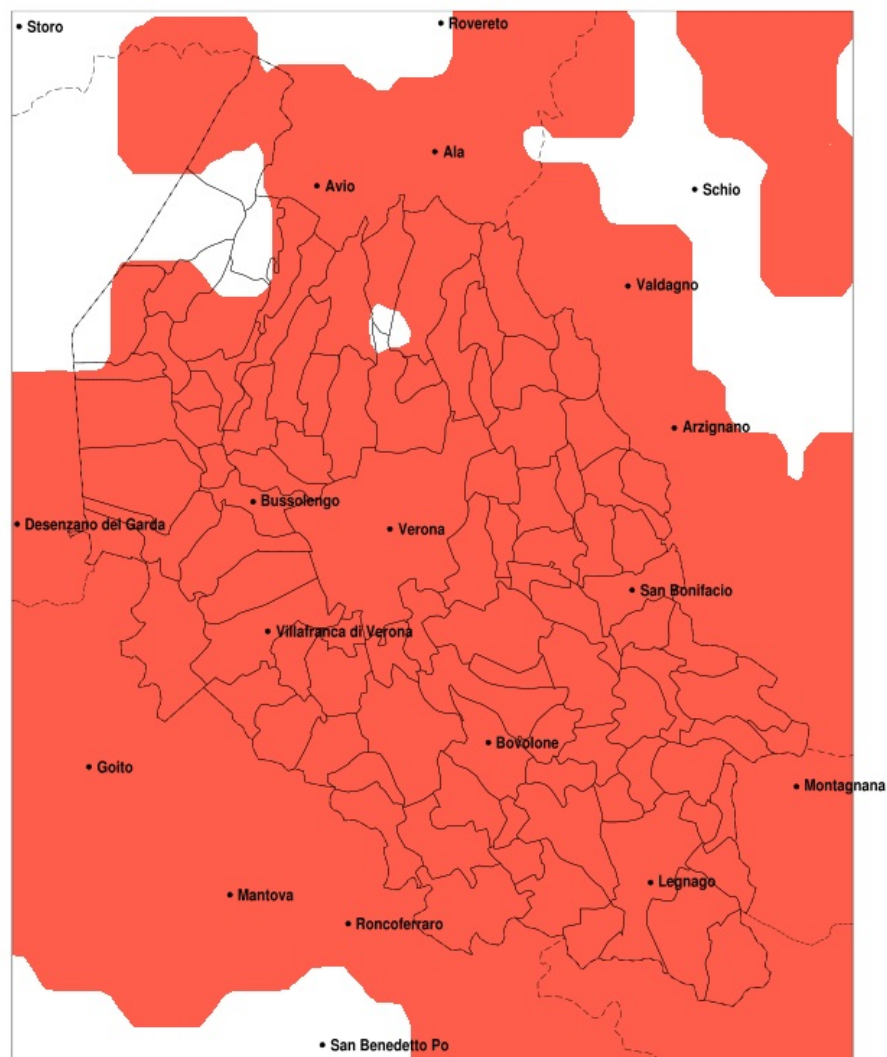 Storo
Rovereto
Ala
Avio
Schio
Valdagno
Arzignano
Bussolengo
Desenzano del Garda
Verona
San Bonifacio
Villafranca di Verona
Bovolone
Goito
Montagnana
Legnago
Mantova
Roncoferraro
San Benedetto Po